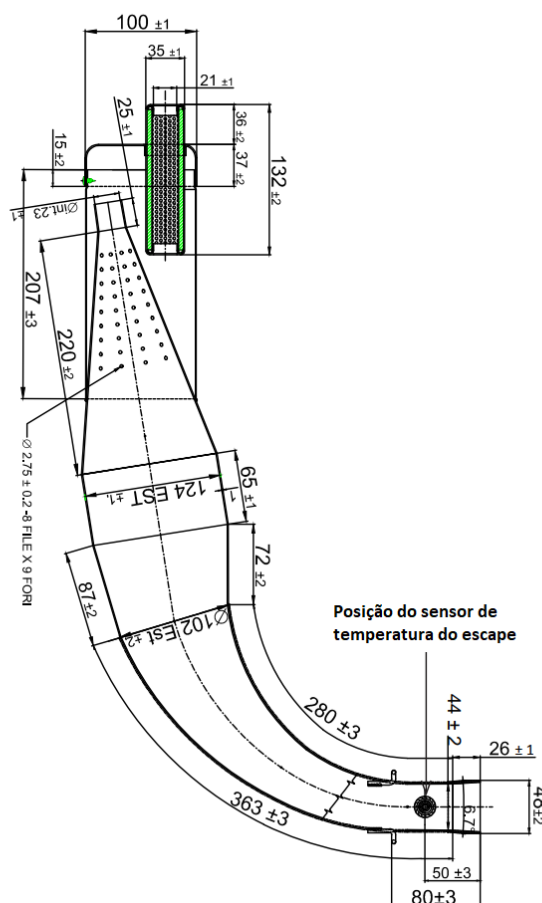 100 ±1
35 ±1
21 ±1
25 ±1
36 ±2
37 ±2
132 ±2
15 ±2
Øint.23 ±1
207 ±3
220 ±2
Ø 2.75 ± 0.2 -8 FILE X 9 FORI
124 EST ±1,
1
65 ±1
72 ±2
87 ±2
Ø102 Est ±2
Posição do sensor de
temperatura do escape
280 ±3
44 ± 2
26 ± 1
363 ±3
6.7°
48±2
50 ±3
80±3